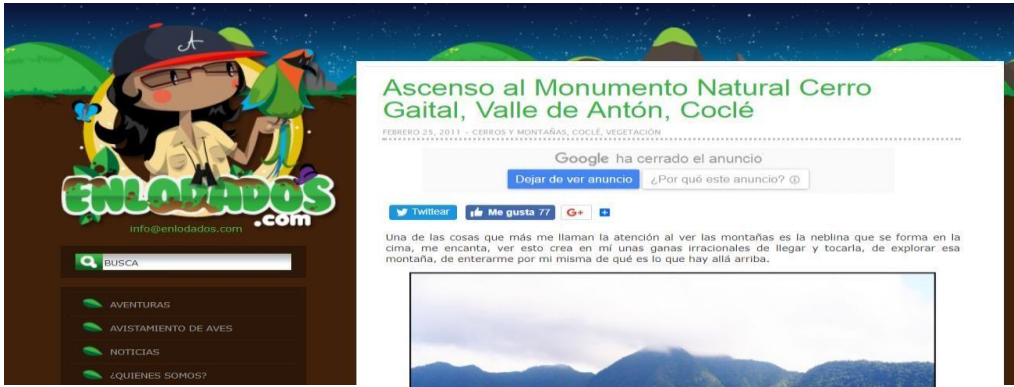 A
ENLODADOS
.com
info@enlodados.com
BUSCA
AVENTURAS
AVISTAMIENTO DE AVES
NOTICIAS
¿QUIENES SOMOS?
Ascenso al Monumento Natural Cerro
Gaital, Valle de Antón, Coclé
FEBRERO 25, 2011 - CERROS Y MONTAÑAS, COCLÉ, VEGETACIÓN
Google ha cerrado el anuncio
Dejar de ver anuncio ¿Por qué este anuncio?
Twittear Me gusta 77 G+
Una de las cosas que más me llaman la atención al ver las montañas es la neblina que se forma en la
cima, me encanta, ver esto crea en mí unas ganas irracionales de llegar y tocarla, de explorar esa
montaña, de enterarme por mi misma de qué es lo que hay allá arriba.